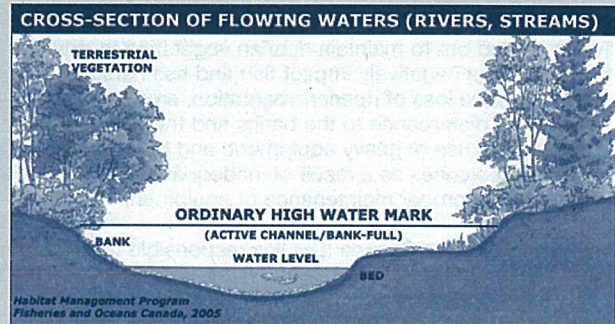 CROSS-SECTION OF FLOWING WATERS (RIVERS, STREAMS)
TERRESTRIAL
VEGETATION
ORDINARY HIGH WATER MARK
(ACTIVE CHANNEL/BANK-FULL)
BANK
WATER LEVEL
BED
Habitat Management Program
Fisheries and Oceans Canada, 2005